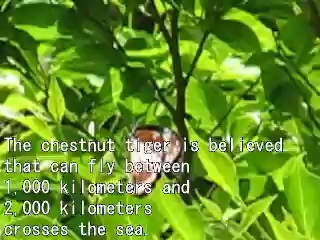 The chestnut tiger is believed
that can fly between
1,000 kilometers and
2,000 kilometers
crosses the sea.